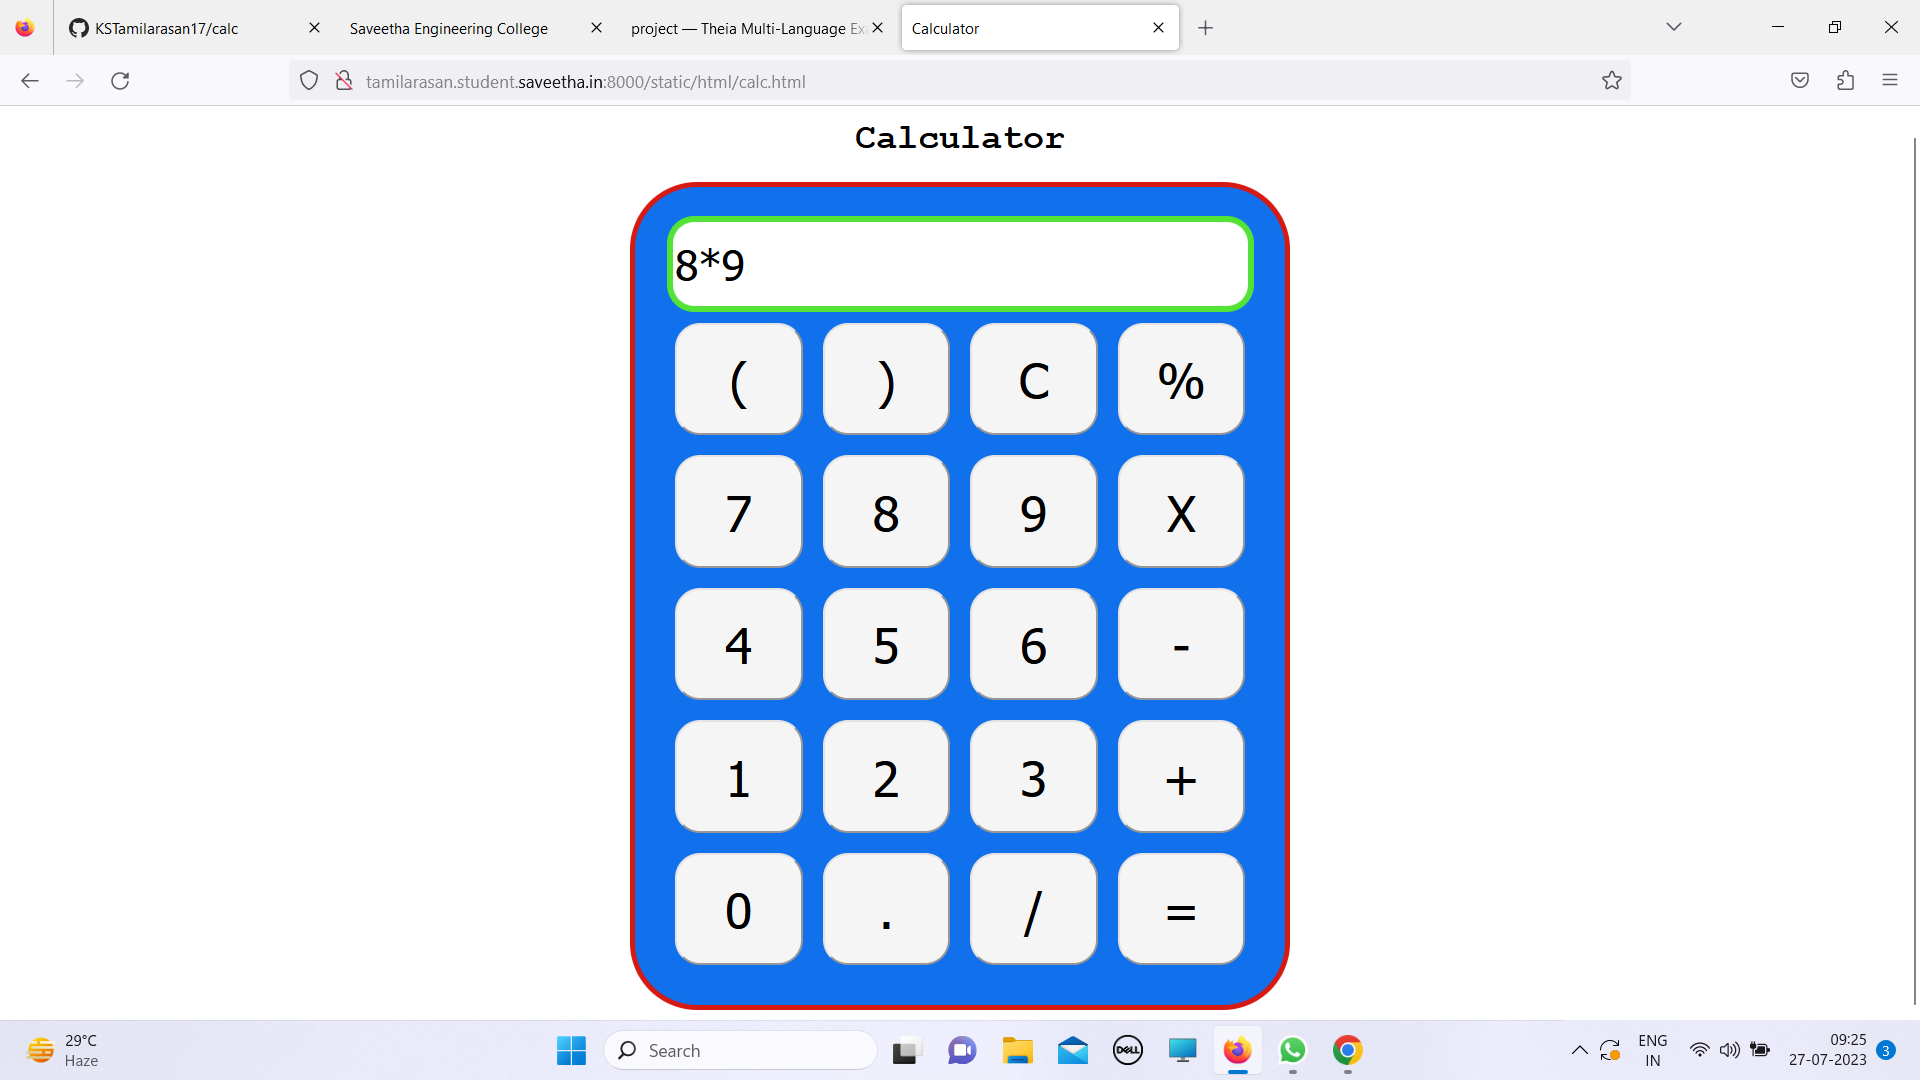 KSTamilarasan17/calc
Saveetha Engineering College
project — Theia Multi-Language Ex
Calculator
tamilarasan.student.saveetha.in:8000/static/html/calc.html
Calculator
8*9
( ) C %
7 8 9 X
4 5 6 -
1 2 3 +
0 . / =
29°C
Haze
Search
DELL
ENG
IN
09:25
27-07-2023
3